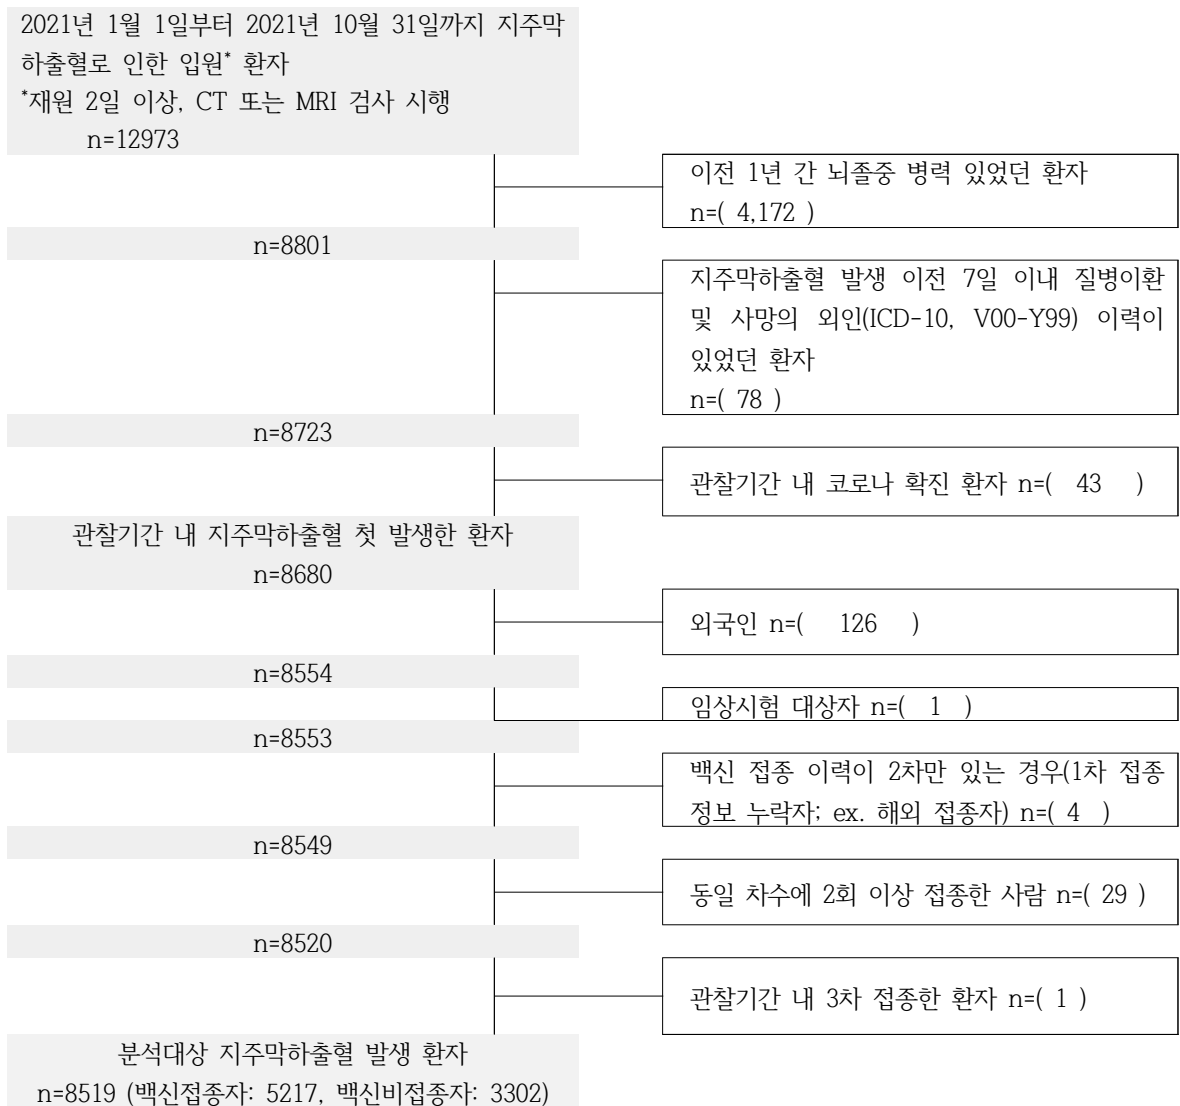 2021년 1월 1일부터 2021년 10월 31일까지 지주막
하출혈로 인한 입원* 환자
*재원 2일 이상, CT 또는 MRI 검사 시행
n=12973
이전 1년 간 뇌졸중 병력 있었던 환자
n=( 4,172 )
n=8801
지주막하출혈 발생 이전 7일 이내 질병이환
및 사망의 외인(ICD-10, V00-Y99) 이력이
있었던 환자
n=( 78 )
n=8723
관찰기간 내 코로나 확진 환자 n=( 43 )
관찰기간 내 지주막하출혈 첫 발생한 환자
n=8680
외국인 n=( 126 )
n=8554
임상시험 대상자 n=( 1 )
n=8553
백신 접종 이력이 2차만 있는 경우(1차 접종
정보 누락자; ex. 해외 접종자) n=( 4 )
n=8549
동일 차수에 2회 이상 접종한 사람 n=( 29 )
n=8520
관찰기간 내 3차 접종한 환자 n=( 1 )
분석대상 지주막하출혈 발생 환자
n=8519 (백신접종자: 5217, 백신비접종자: 3302)